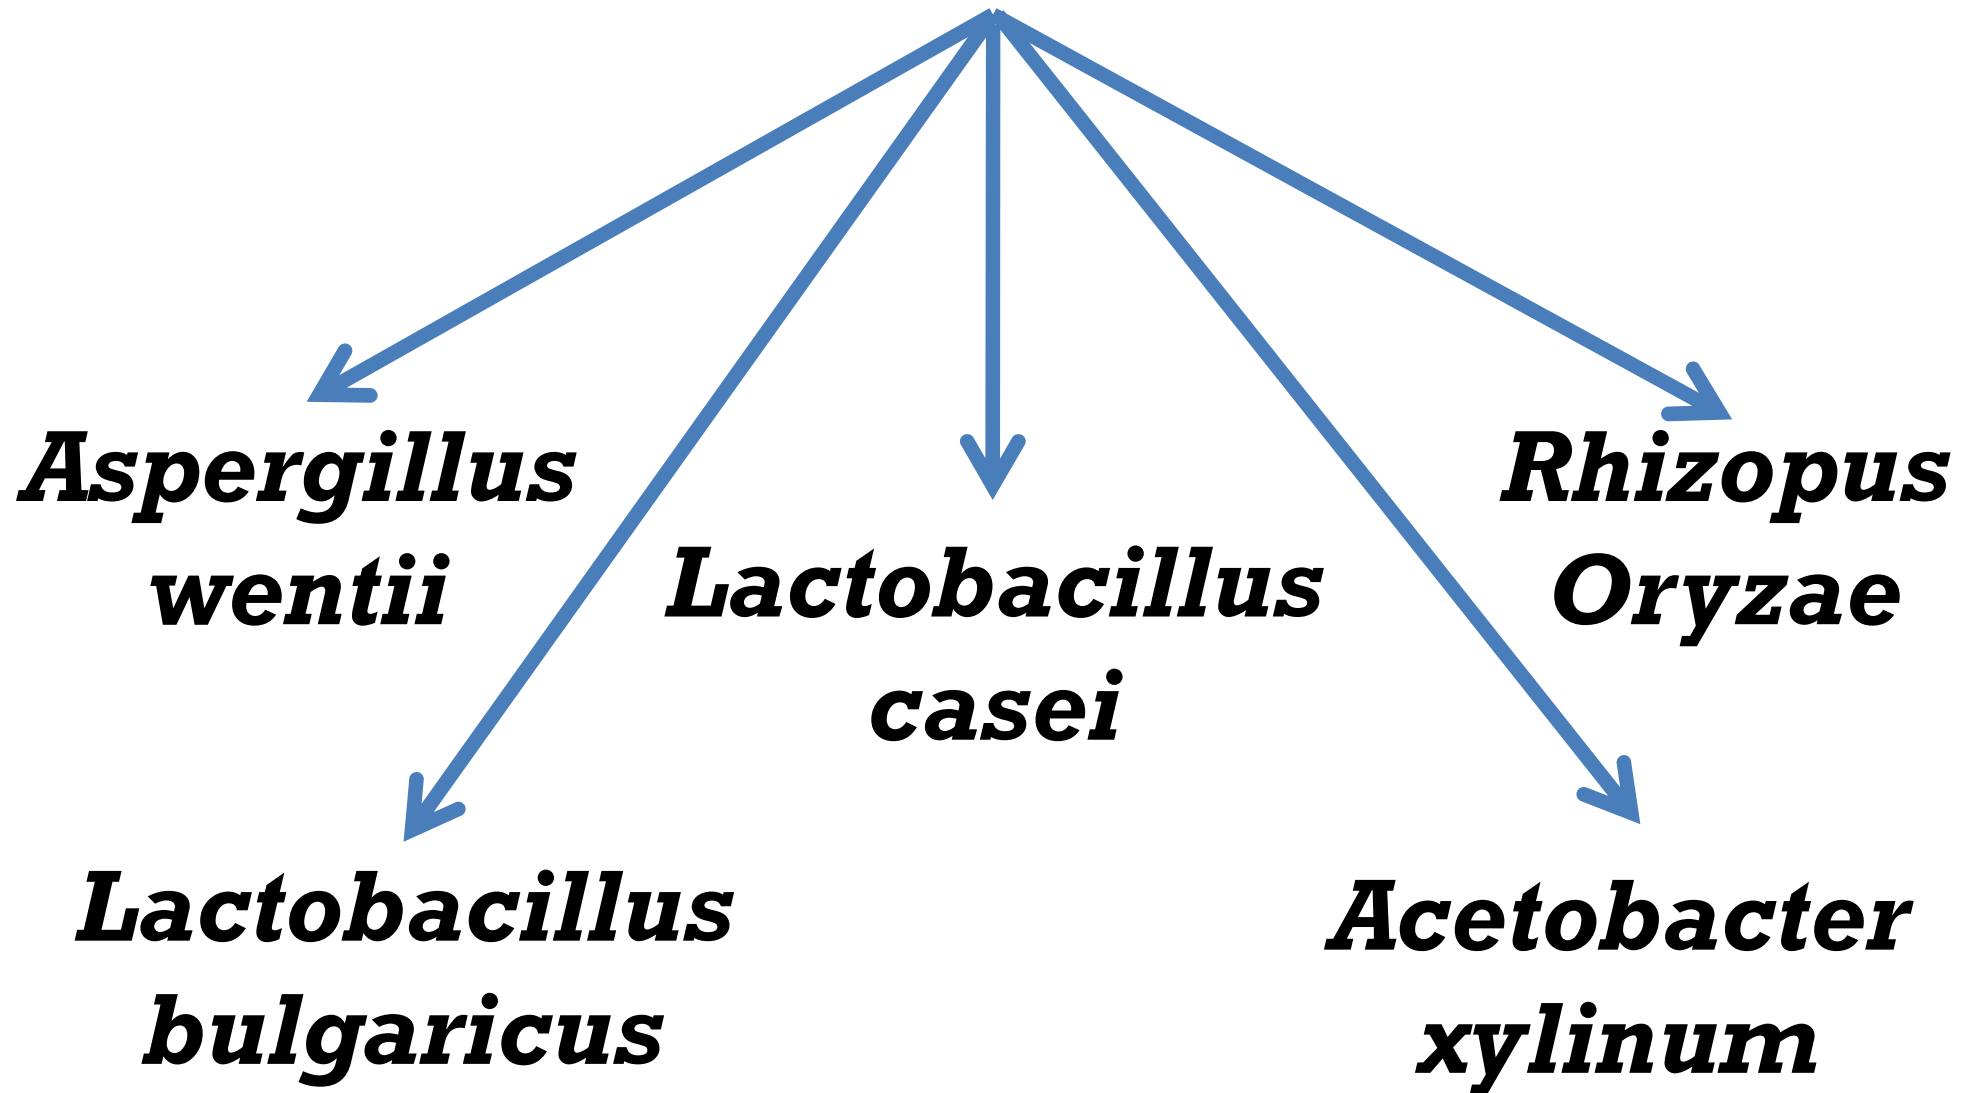 Aspergillus
wentii
Lactobacillus
casei
Rhizopus
Oryzae
Lactobacillus
bulgaricus
Acetobacter
xylinum